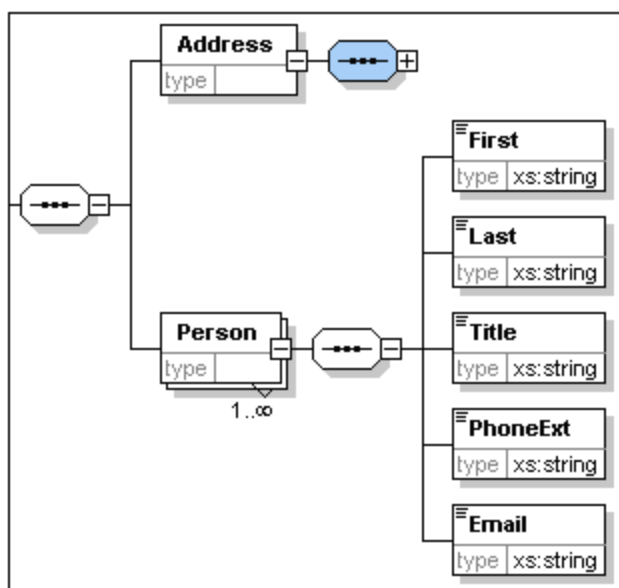 Address
type
First
type xs:string
Last
type xs:string
Person
type
1..∞
Title
type xs:string
PhoneExt
type xs:string
Email
type xs:string